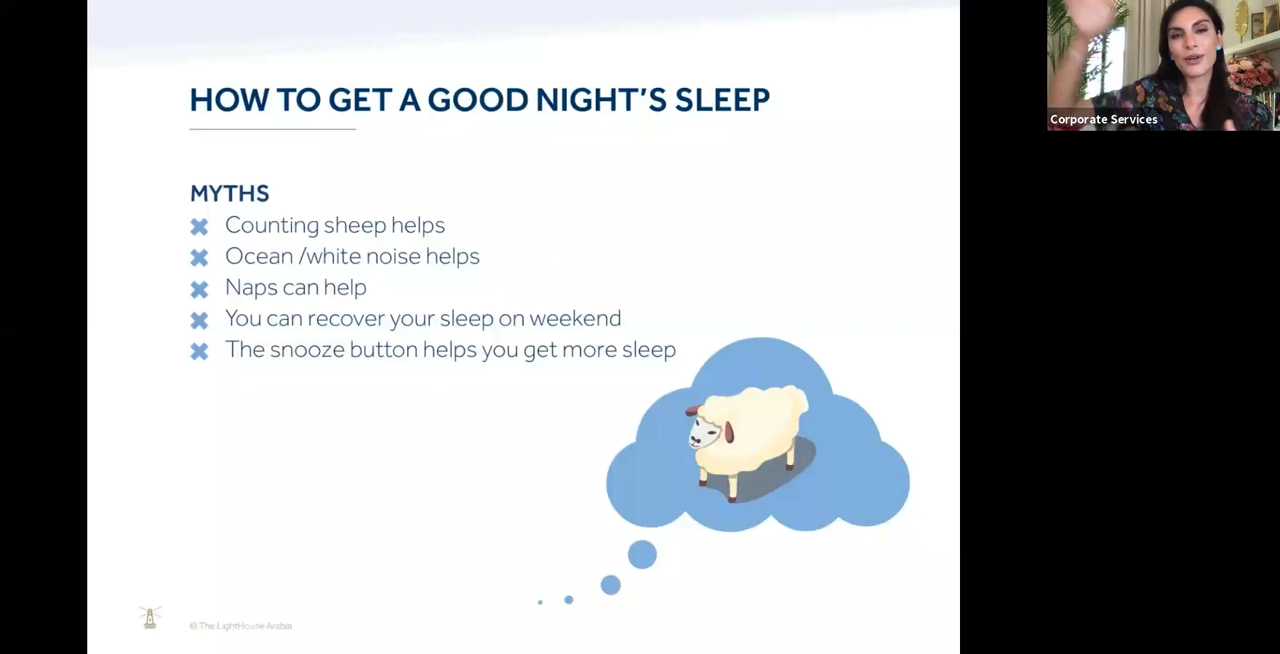 HOW TO GET A GOOD NIGHT'S SLEEP
MYTHS
Counting sheep helps
Ocean /white noise helps
Naps can help
You can recover your sleep on weekend
The snooze button helps you get more sleep
© The LightHouse Arabia
Corporate Services